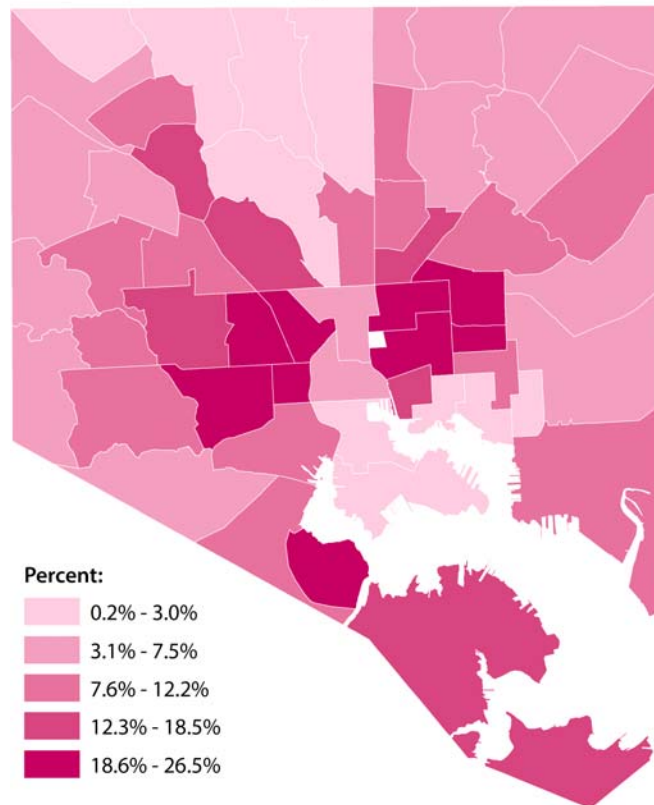 Percent:
0.2% - 3.0%
3.1% - 7.5%
7.6% - 12.2%
12.3% - 18.5%
18.6% - 26.5%